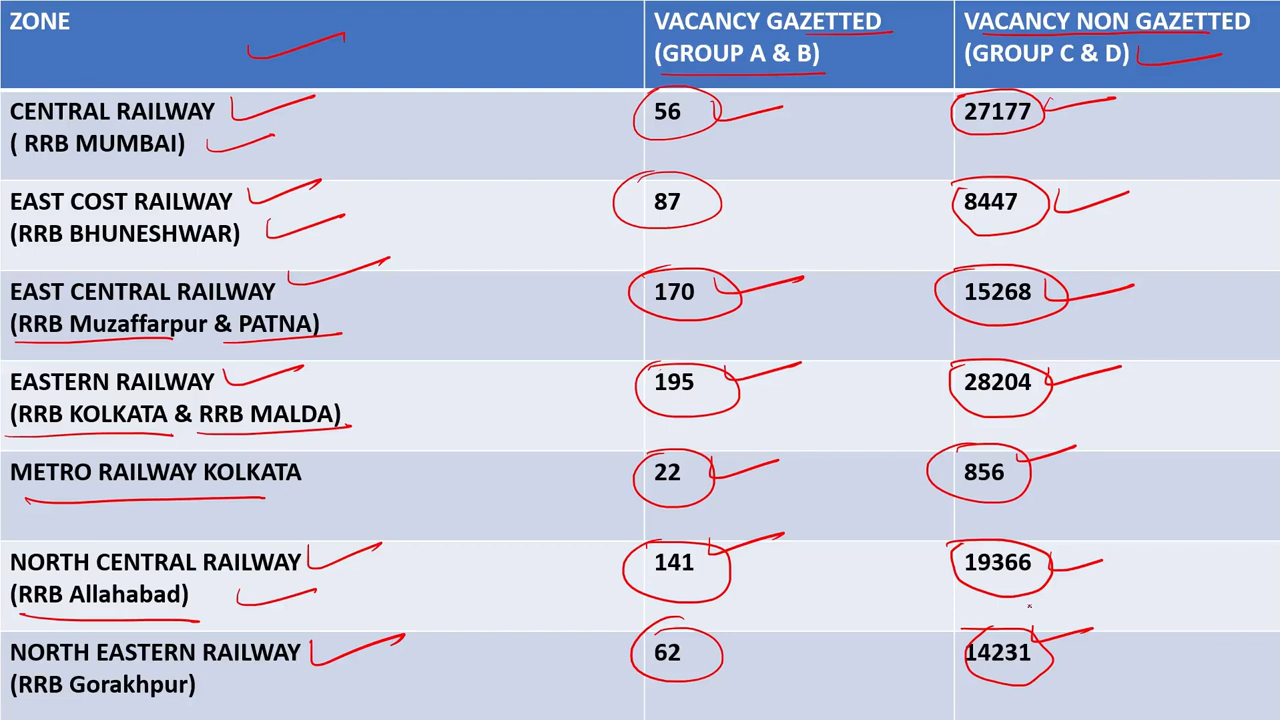 ZONE
VACANCY GAZETTED
(GROUP A & B)
VACANCY NON GAZETTED
(GROUP C & D)
CENTRAL RAILWAY
( RRB MUMBAI)
56
27177
EAST COST RAILWAY
(RRB BHUNESHWAR)
87
8447
EAST CENTRAL RAILWAY
(RRB Muzaffarpur & PATNA)
170
15268
EASTERN RAILWAY
(RRB KOLKATA & RRB MALDA)
195
28204
METRO RAILWAY KOLKATA
22
856
NORTH CENTRAL RAILWAY
(RRB Allahabad)
141
19366
NORTH EASTERN RAILWAY
(RRB Gorakhpur)
62
14231